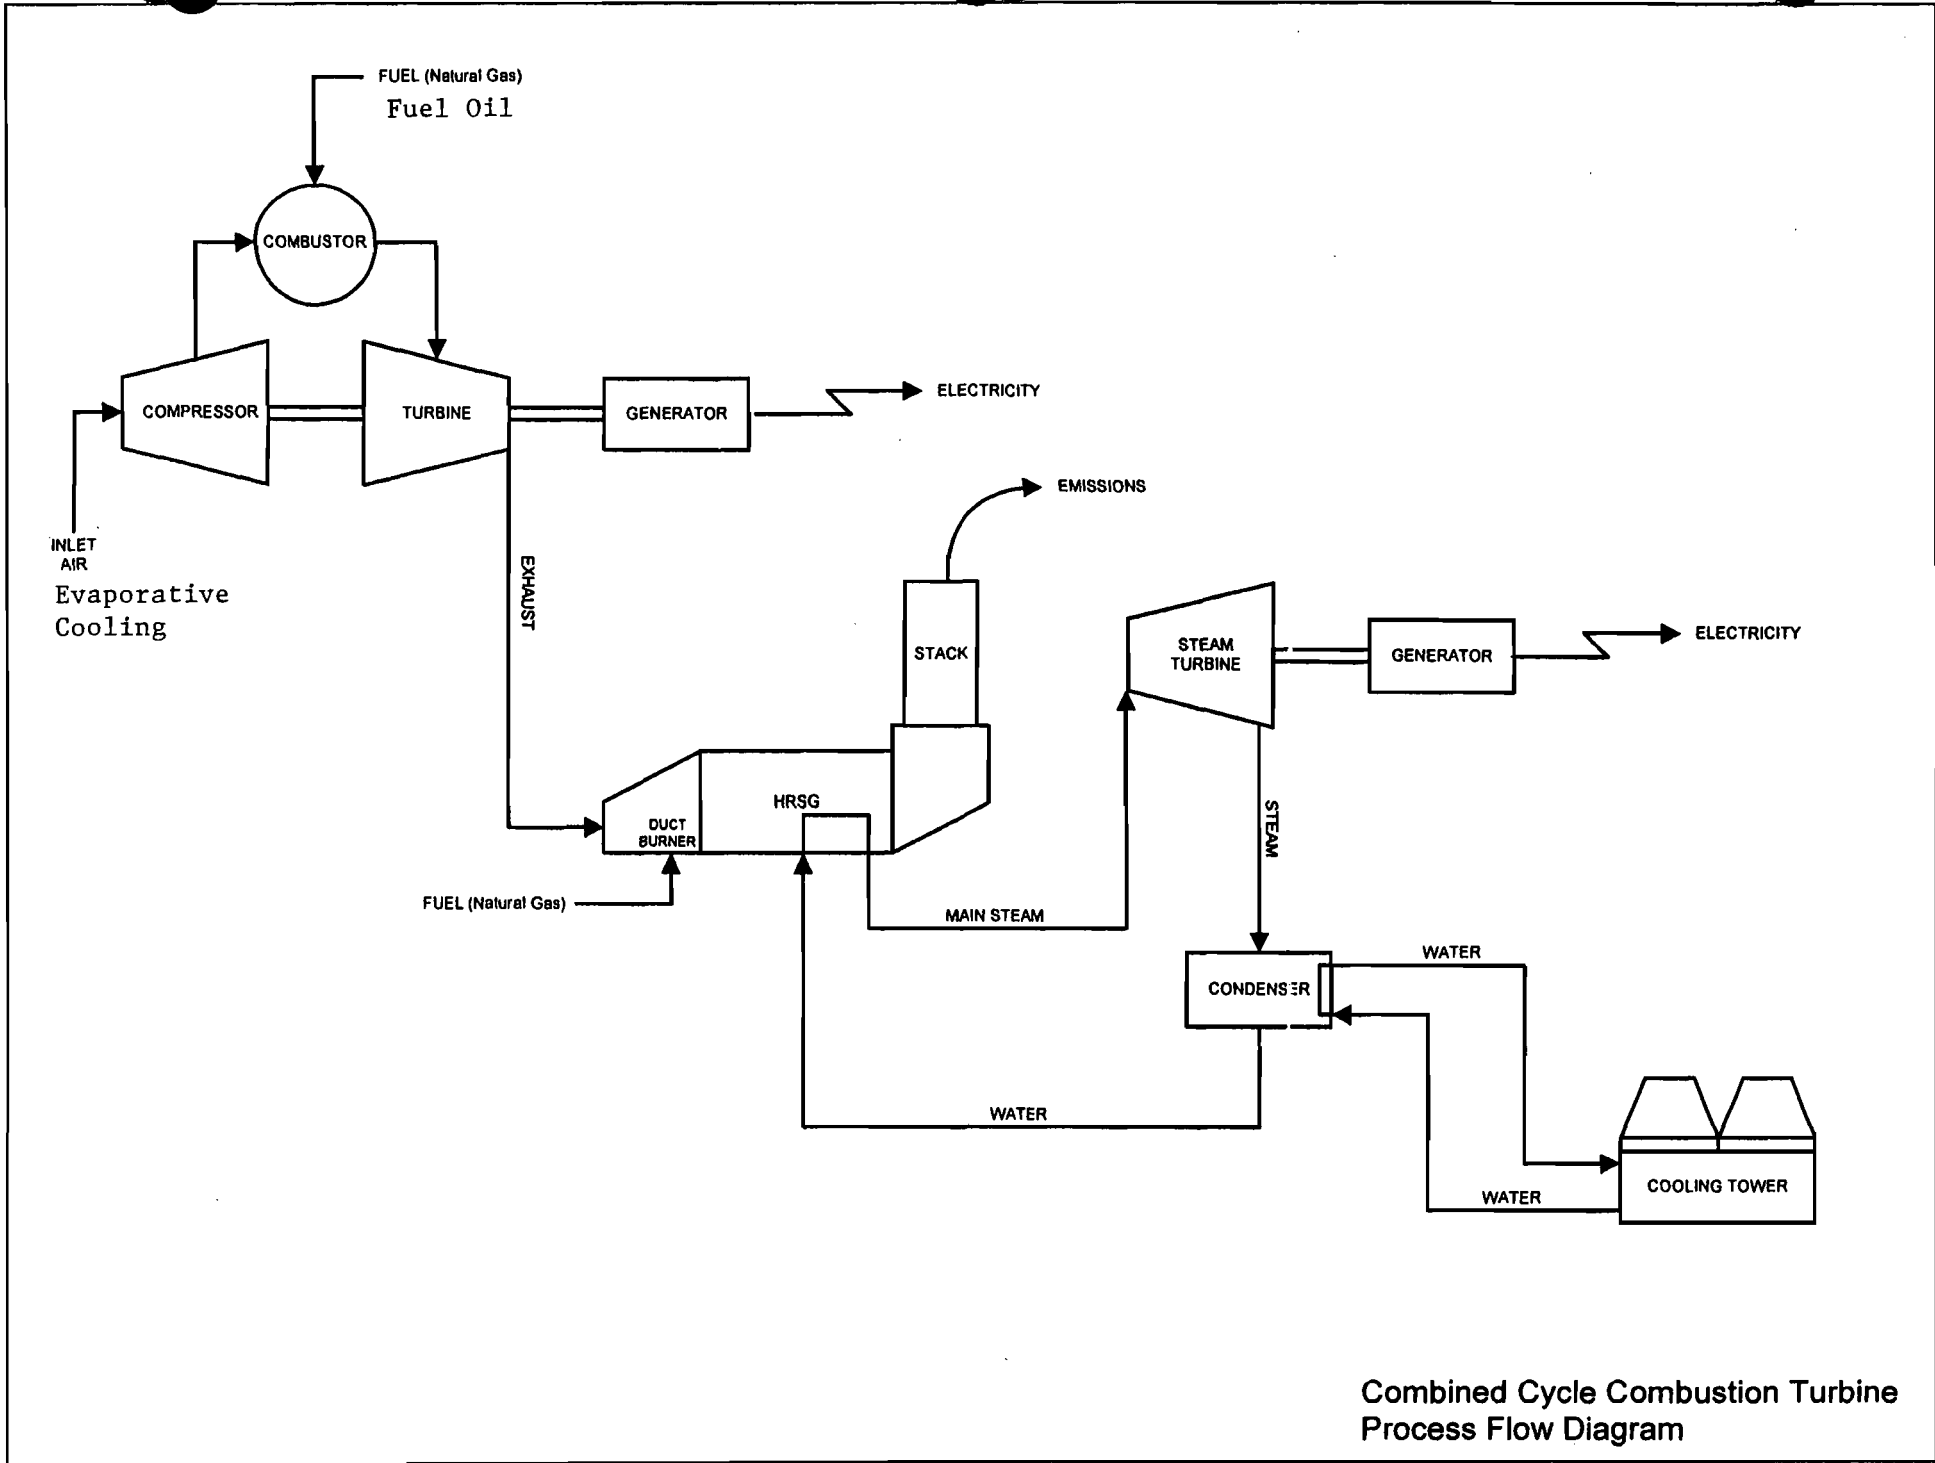 FUEL (Natural Gas)
Fuel Oil
COMBUSTOR
COMPRESSOR
TURBINE
GENERATOR
ELECTRICITY
INLET
AIR
Evaporative
Cooling
EXHAUST
EMISSIONS
STACK
STEAM
TURBINE
GENERATOR
ELECTRICITY
HRSG
DUCT
BURNER
FUEL (Natural Gas)
MAIN STEAM
STEAM
CONDENSER
WATER
WATER
WATER
COOLING TOWER
Combined Cycle Combustion Turbine
Process Flow Diagram